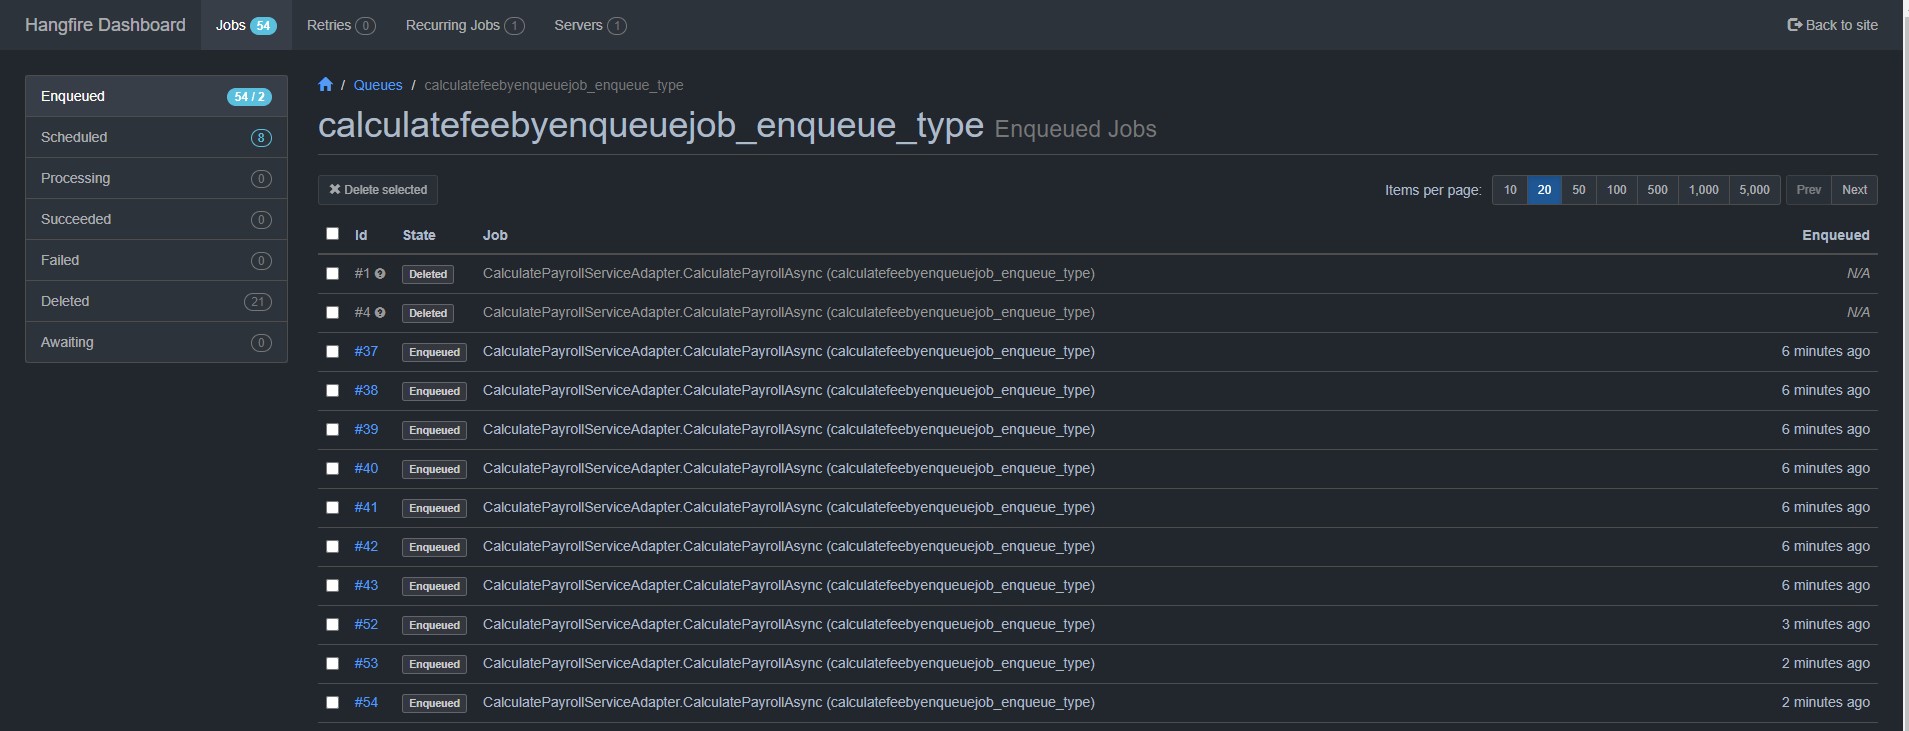 Hangfire Dashboard Jobs 54 Retries 0 Recurring Jobs 1 Servers 1 Back to site
Enqueued 54 / 2
Scheduled 8
Processing 0
Succeeded 0
Failed 0
Deleted 21
Awaiting 0
/ Queues / calculatefeebyenqueuejob_enqueue_type
calculatefeebyenqueuejob_enqueue_type Enqueued Jobs
Delete selected Items per page: 10 20 50 100 500 1,000 5,000 Prev Next
Id State Job Enqueued
#1 Deleted CalculatePayrollServiceAdapter.CalculatePayrollAsync (calculatefeebyenqueuejob_enqueue_type) N/A
#4 Deleted CalculatePayrollServiceAdapter.CalculatePayrollAsync (calculatefeebyenqueuejob_enqueue_type) N/A
#37 Enqueued CalculatePayrollServiceAdapter.CalculatePayrollAsync (calculatefeebyenqueuejob_enqueue_type) 6 minutes ago
#38 Enqueued CalculatePayrollServiceAdapter.CalculatePayrollAsync (calculatefeebyenqueuejob_enqueue_type) 6 minutes ago
#39 Enqueued CalculatePayrollServiceAdapter.CalculatePayrollAsync (calculatefeebyenqueuejob_enqueue_type) 6 minutes ago
#40 Enqueued CalculatePayrollServiceAdapter.CalculatePayrollAsync (calculatefeebyenqueuejob_enqueue_type) 6 minutes ago
#41 Enqueued CalculatePayrollServiceAdapter.CalculatePayrollAsync (calculatefeebyenqueuejob_enqueue_type) 6 minutes ago
#42 Enqueued CalculatePayrollServiceAdapter.CalculatePayrollAsync (calculatefeebyenqueuejob_enqueue_type) 6 minutes ago
#43 Enqueued CalculatePayrollServiceAdapter.CalculatePayrollAsync (calculatefeebyenqueuejob_enqueue_type) 6 minutes ago
#52 Enqueued CalculatePayrollServiceAdapter.CalculatePayrollAsync (calculatefeebyenqueuejob_enqueue_type) 3 minutes ago
#53 Enqueued CalculatePayrollServiceAdapter.CalculatePayrollAsync (calculatefeebyenqueuejob_enqueue_type) 2 minutes ago
#54 Enqueued CalculatePayrollServiceAdapter.CalculatePayrollAsync (calculatefeebyenqueuejob_enqueue_type) 2 minutes ago